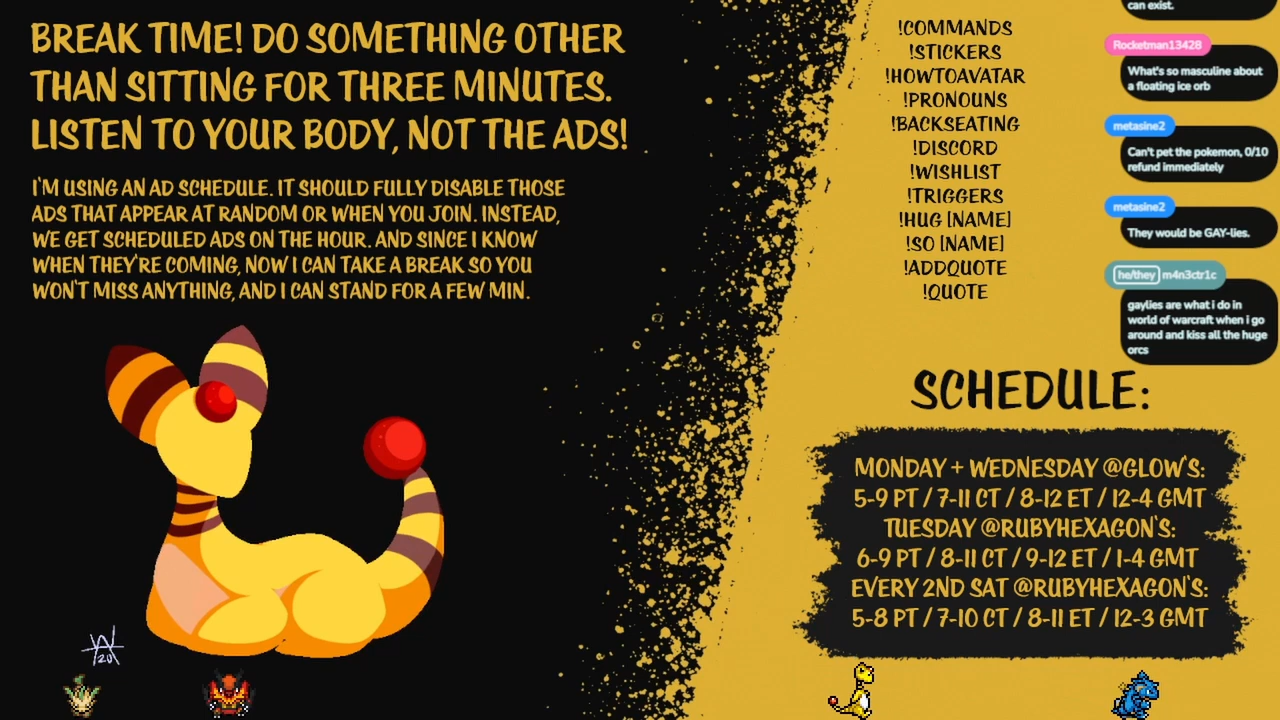 BREAK TIME! DO SOMETHING OTHER
THAN SITTING FOR THREE MINUTES.
LISTEN TO YOUR BODY, NOT THE ADS!
I'M USING AN AD SCHEDULE. IT SHOULD FULLY DISABLE THOSE
ADS THAT APPEAR AT RANDOM OR WHEN YOU JOIN. INSTEAD,
WE GET SCHEDULED ADS ON THE HOUR. AND SINCE I KNOW
WHEN THEY'RE COMING, NOW I CAN TAKE A BREAK SO YOU
WON'T MISS ANYTHING, AND I CAN STAND FOR A FEW MIN.
!COMMANDS
!STICKERS
!HOWTOAVATAR
!PRONOUNS
!BACKSEATING
!DISCORD
!WISHLIST
!TRIGGERS
!HUG [NAME]
!SO [NAME]
!ADDQUOTE
!QUOTE
can exist.
Rocketman13428
What's so masculine about
a floating ice orb
metasine2
Can't pet the pokemon, 0/10
refund immediately
metasine2
They would be GAY-lies.
he/they m4n3ctr1c
gaylies are what i do in
world of warcraft when i go
around and kiss all the huge
orcs
SCHEDULE:
MONDAY + WEDNESDAY @GLOW'S:
5-9 PT / 7-11 CT / 8-12 ET / 12-4 GMT
TUESDAY @RUBYHEXAGON'S:
6-9 PT / 8-11 CT / 9-12 ET / 1-4 GMT
EVERY 2ND SAT @RUBYHEXAGON'S:
5-8 PT / 7-10 CT / 8-11 ET / 12-3 GMT